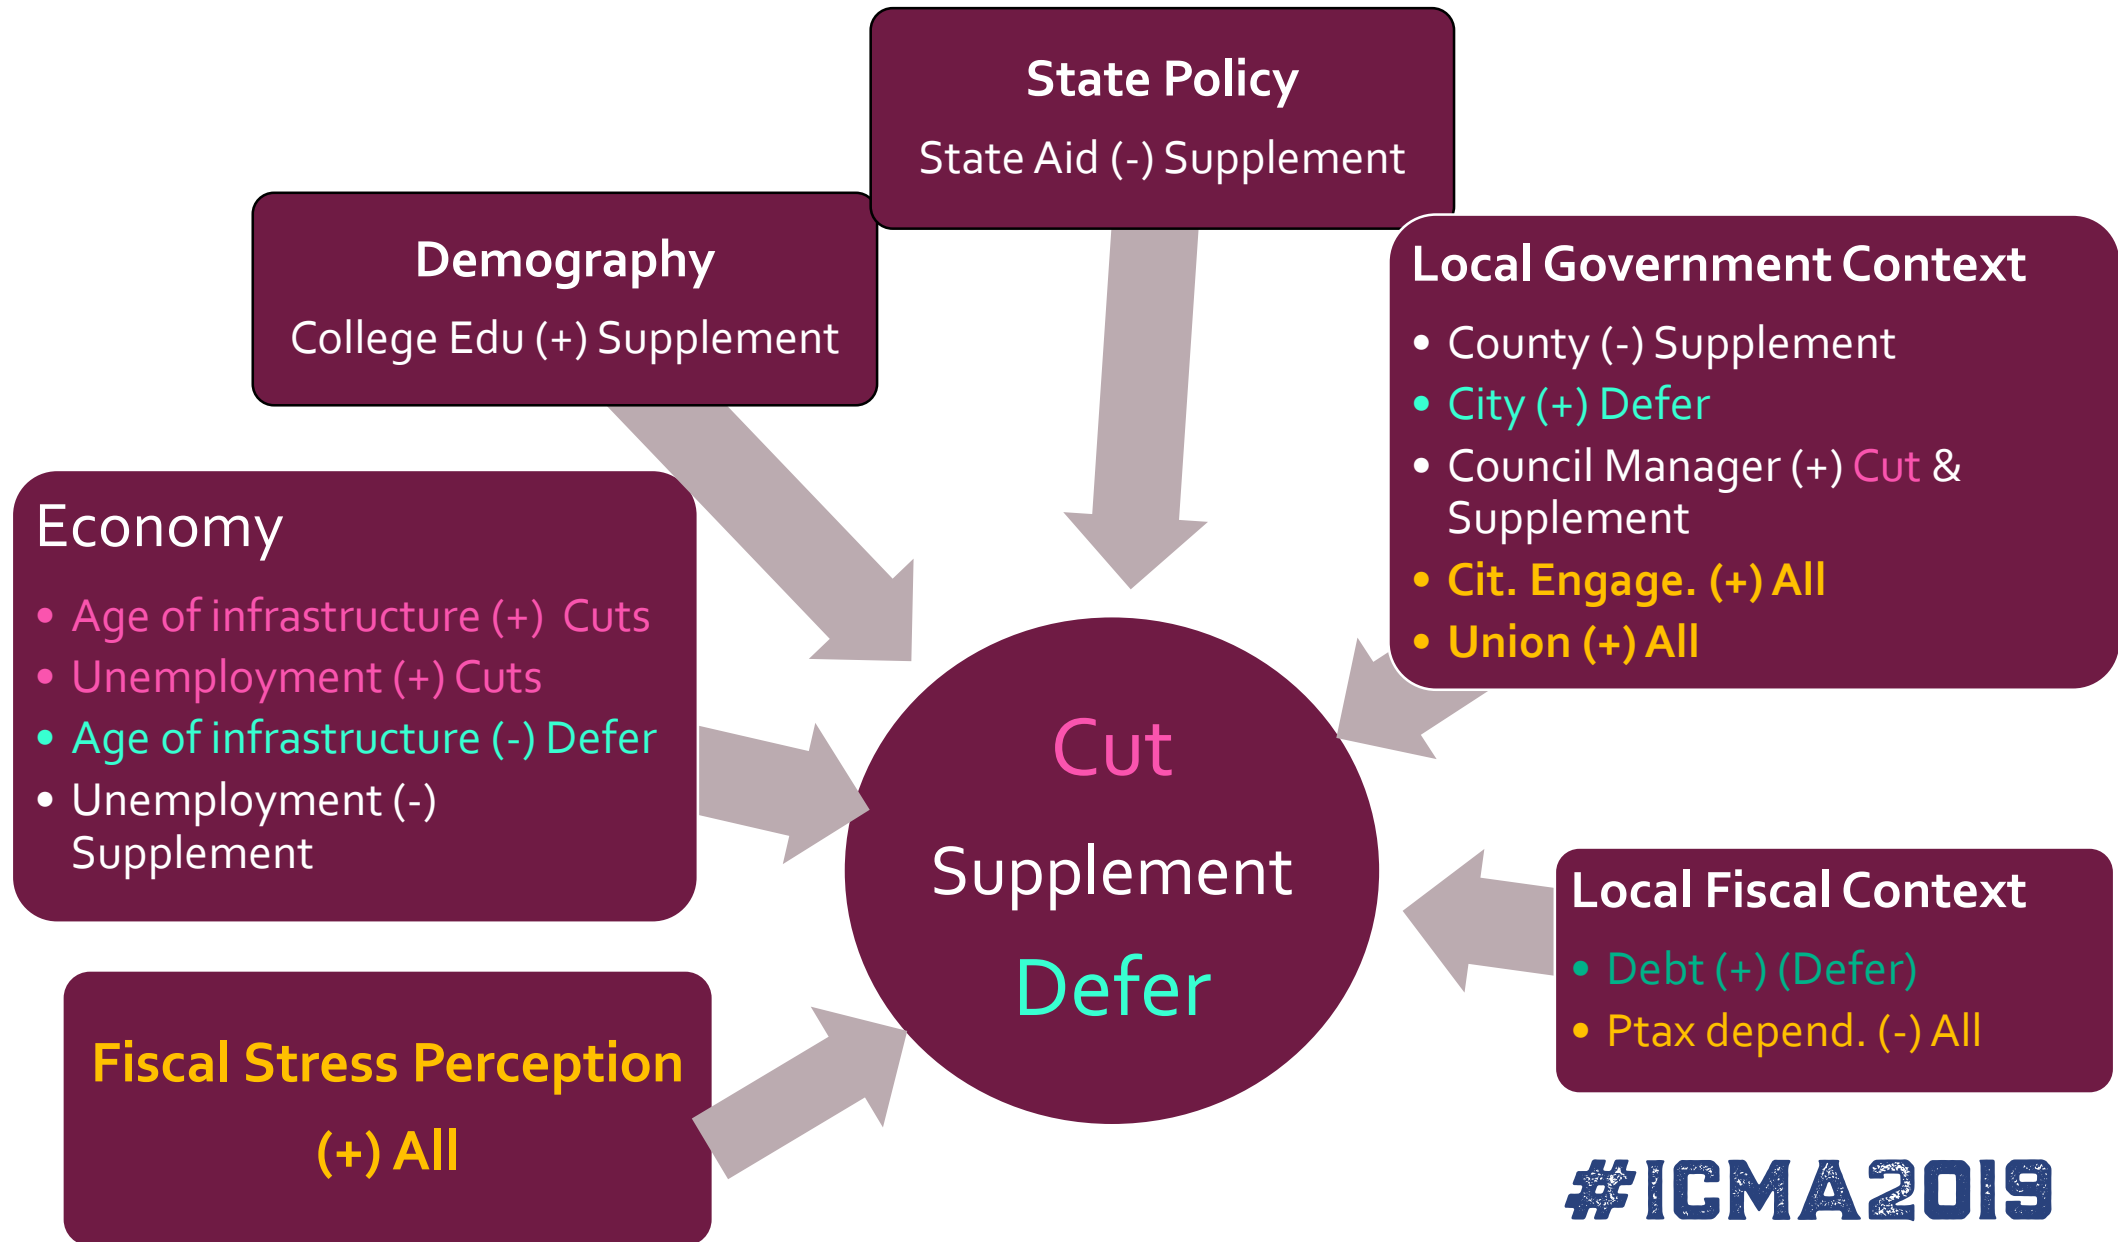 State Policy
State Aid (-) Supplement
Demography
College Edu (+) Supplement
Local Government Context
• County (-) Supplement
• City (+) Defer
• Council Manager (+) Cut &
Supplement
• Cit. Engage. (+) All
• Union (+) All
Economy
• Age of infrastructure (+) Cuts
• Unemployment (+) Cuts
• Age of infrastructure (-) Defer
• Unemployment (-)
Supplement
Cut
Supplement
Defer
Local Fiscal Context
• Debt (+) (Defer)
• Ptax depend. (-) All
Fiscal Stress Perception
(+) All
#ICMA2019